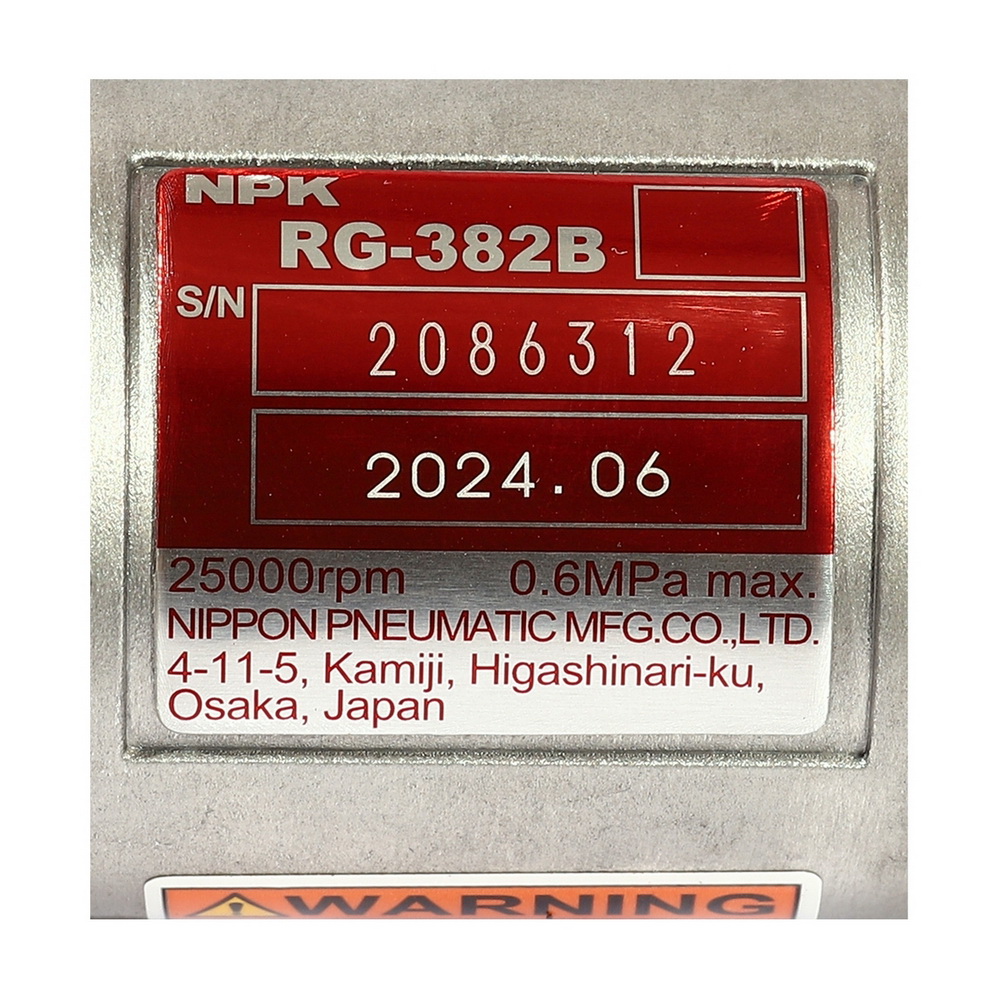 NPK
RG-382B
S/N
2086312
2024.06
25000rpm 0.6MPa max.
NIPPON PNEUMATIC MFG.CO.,LTD.
4-11-5, Kamiji, Higashinari-ku,
Osaka, Japan
WARNING